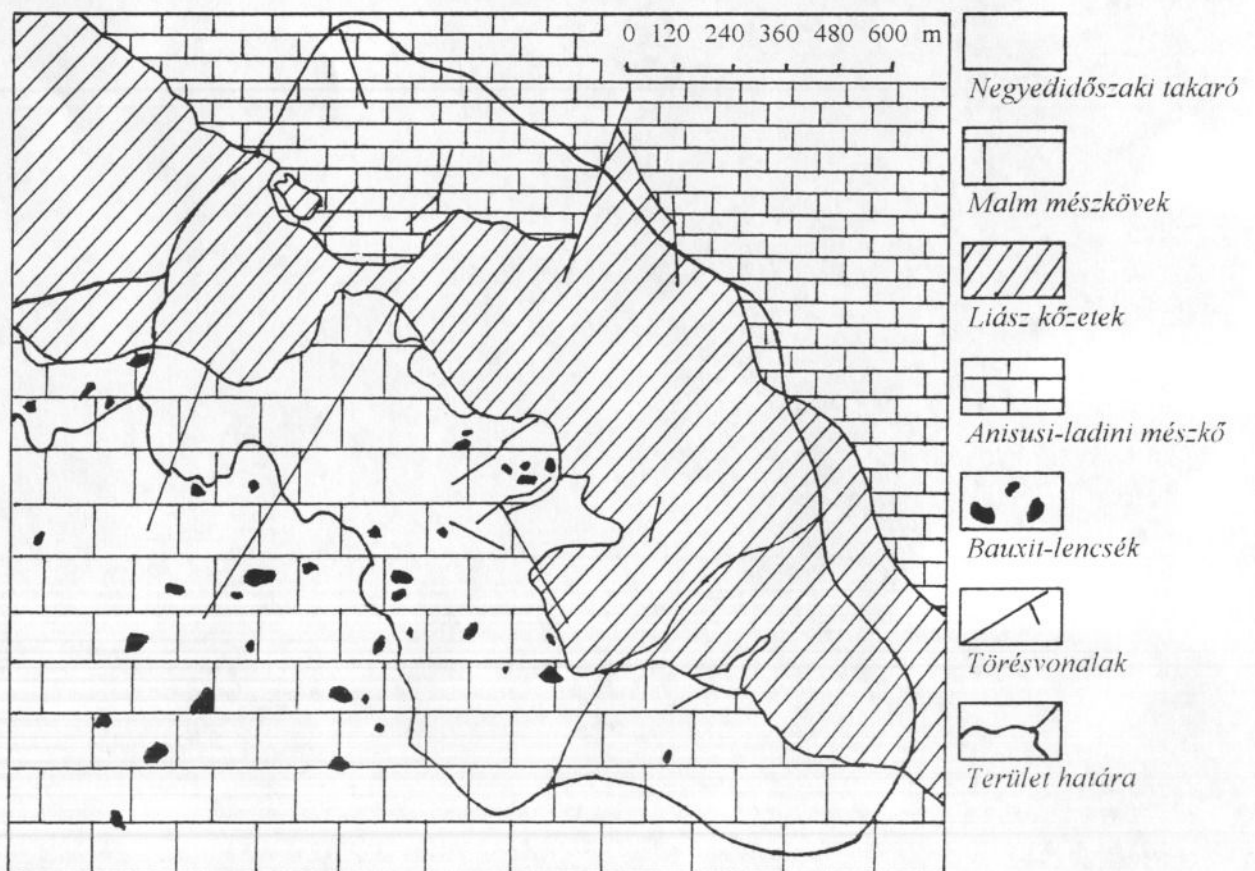 0 120 240 360 480 600 m
Negyedidőszaki takaró
Malm mészkövek
Liász kőzetek
Anisusi-ladini mészkő
Bauxit-lencsék
Törésvonalak
Terület határa